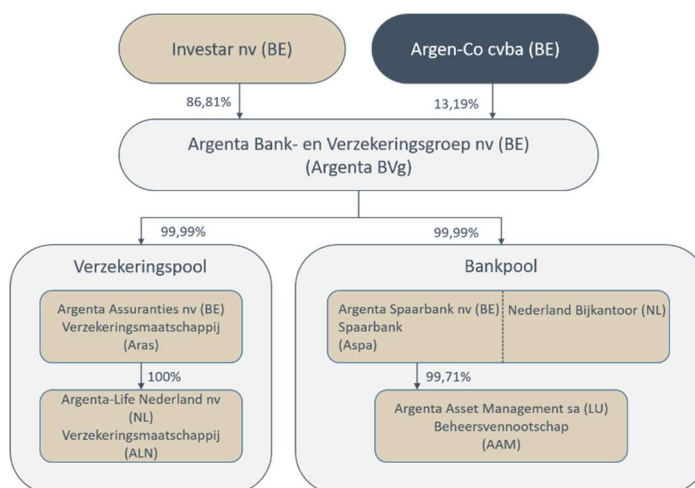 Investar nv (BE)
Argen-Co cvba (BE)
86,81%
13,19%
Argenta Bank- en Verzekeringsgroep nv (BE)
(Argenta BVg)
99,99%
99,99%
Verzekeringspool
Argenta Assuranties nv (BE)
Verzekeringsmaatschappij
(Aras)
100%
Argenta-Life Nederland nv
(NL)
Verzekeringsmaatschappij
(ALN)
Bankpool
Argenta Spaarbank nv (BE)
Spaarbank
(Aspa)
Nederland Bijkantoor (NL)
99,71%
Argenta Asset Management sa (LU)
Beheersvennootschap
(AAM)